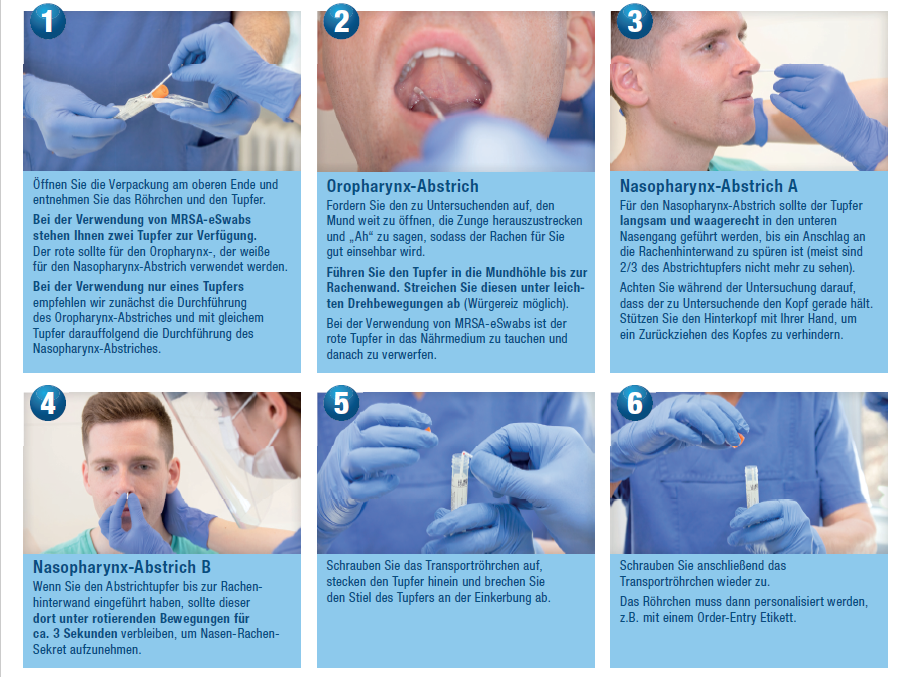 1
Öffnen Sie die Verpackung am oberen Ende und
entnehmen Sie das Röhrchen und den Tupfer.
Bei der Verwendung von MRSA-eSwabs
stehen Ihnen zwei Tupfer zur Verfügung.
Der rote sollte für den Oropharynx-, der weiße
für den Nasopharynx-Abstrich verwendet werden.
Bei der Verwendung nur eines Tupfers
empfehlen wir zunächst die Durchführung
des Oropharynx-Abstriches und mit gleichem
Tupfer darauffolgend die Durchführung des
Nasopharynx-Abstriches.
2
Oropharynx-Abstrich
Fordern Sie den zu Untersuchenden auf, den
Mund weit zu öffnen, die Zunge herauszustrecken
und „Ah“ zu sagen, sodass der Rachen für Sie
gut einsehbar wird.
Führen Sie den Tupfer in die Mundhöhle bis zur
Rachenwand. Streichen Sie diesen unter leich-
ten Drehbewegungen ab (Würgereiz möglich).
Bei der Verwendung von MRSA-eSwabs ist der
rote Tupfer in das Nährmedium zu tauchen und
danach zu verwerfen.
3
Nasopharynx-Abstrich A
Für den Nasopharynx-Abstrich sollte der Tupfer
langsam und waagerecht in den unteren
Nasengang geführt werden, bis ein Anschlag an
die Rachenhinterwand zu spüren ist (meist sind
2/3 des Abstrichtupfers nicht mehr zu sehen).
Achten Sie während der Untersuchung darauf,
dass der zu Untersuchende den Kopf gerade hält.
Stützen Sie den Hinterkopf mit Ihrer Hand, um
ein Zurückziehen des Kopfes zu verhindern.
4
Nasopharynx-Abstrich B
Wenn Sie den Abstrichtupfer bis zur Rachen-
hinterwand eingeführt haben, sollte dieser
dort unter rotierenden Bewegungen für
ca. 3 Sekunden verbleiben, um Nasen-Rachen-
Sekret aufzunehmen.
5
Schrauben Sie das Transportröhrchen auf,
stecken den Tupfer hinein und brechen Sie
den Stiel des Tupfers an der Einkerbung ab.
6
Schrauben Sie anschließend das
Transportröhrchen wieder zu.
Das Röhrchen muss dann personalisiert werden,
z.B. mit einem Order-Entry Etikett.